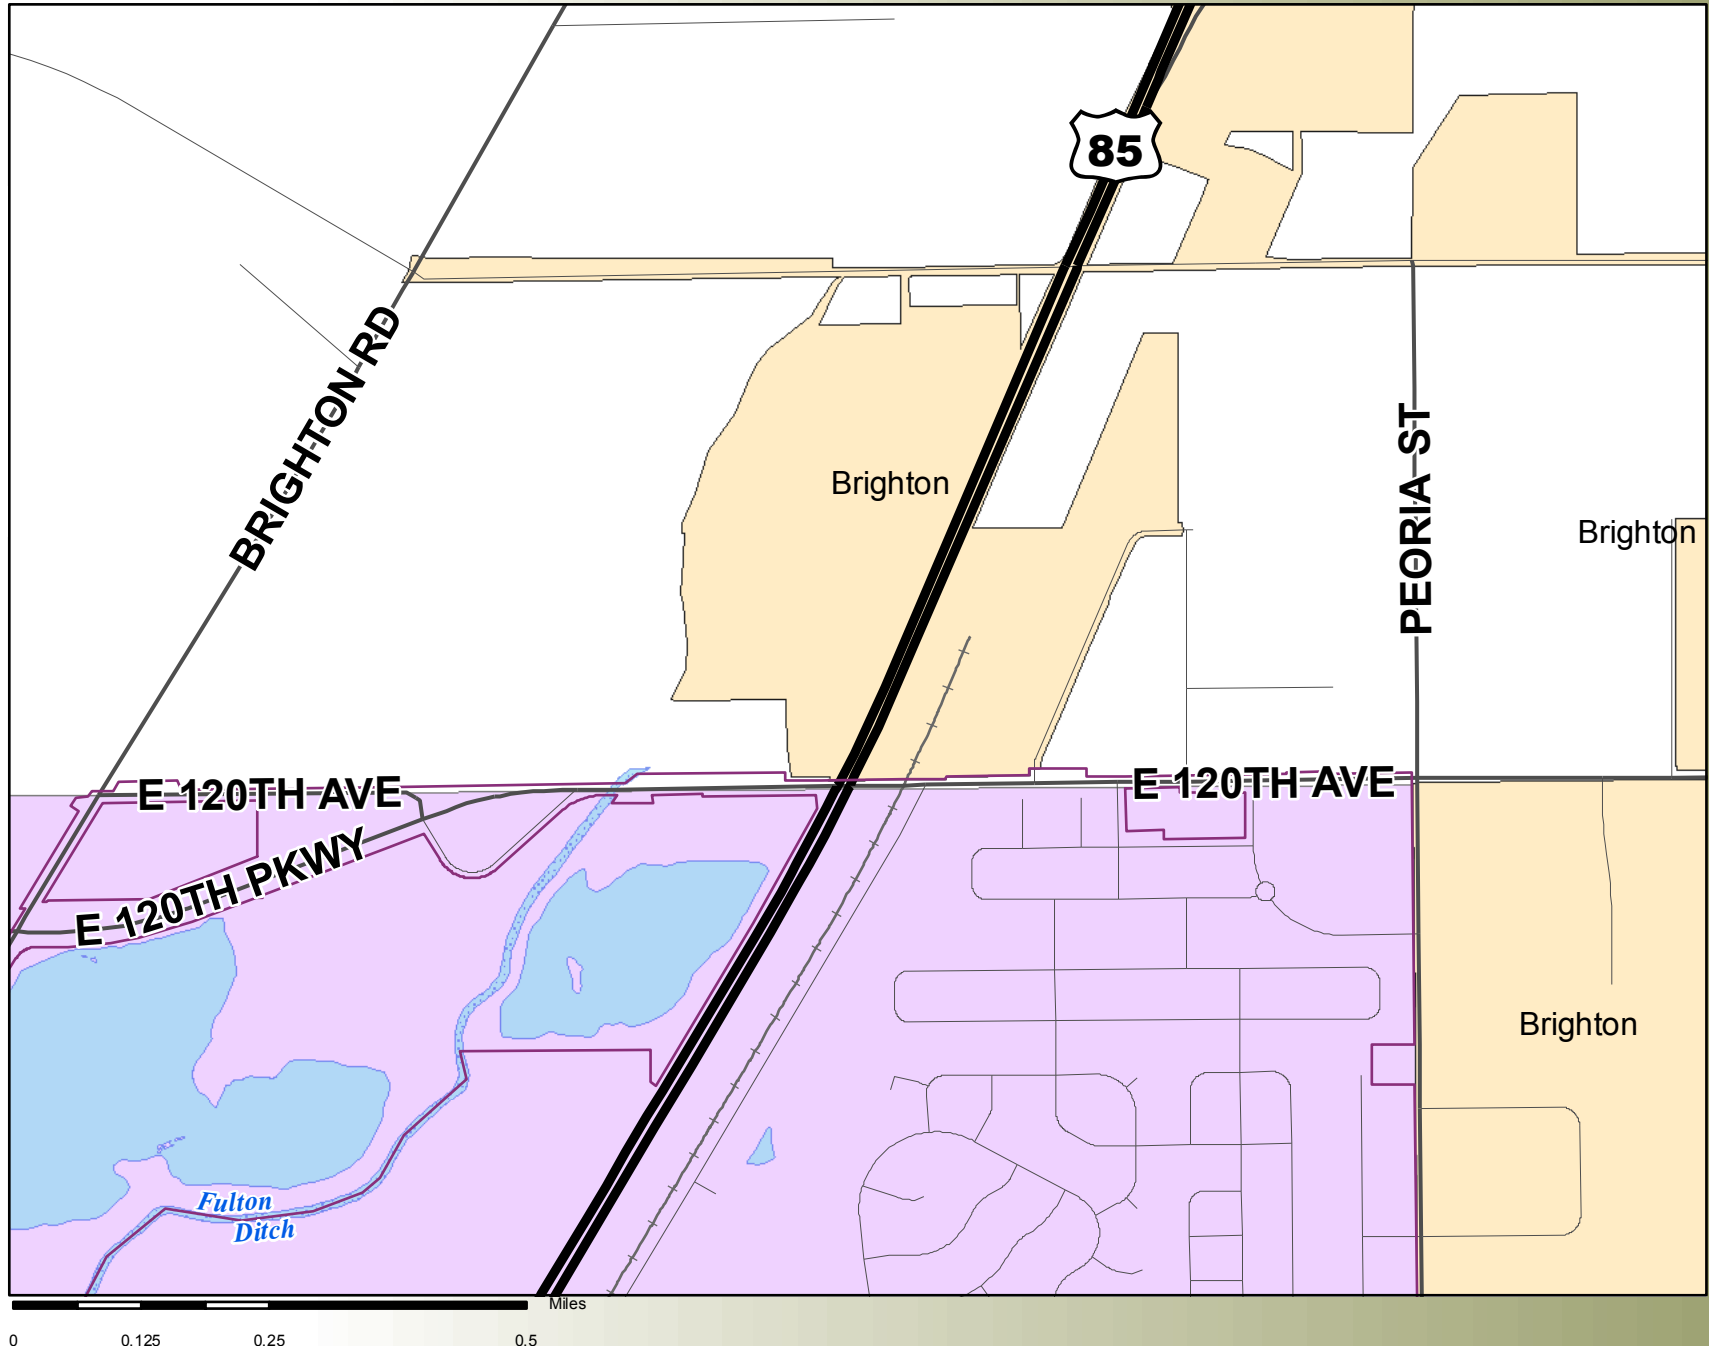 85
BRIGHTON RD
Brighton
PEORIA ST
Brighton
E 120TH AVE
E 120TH AVE
E 120TH PKWY
Brighton
Fulton
Ditch
Miles
0 0.125 0.25 0.5